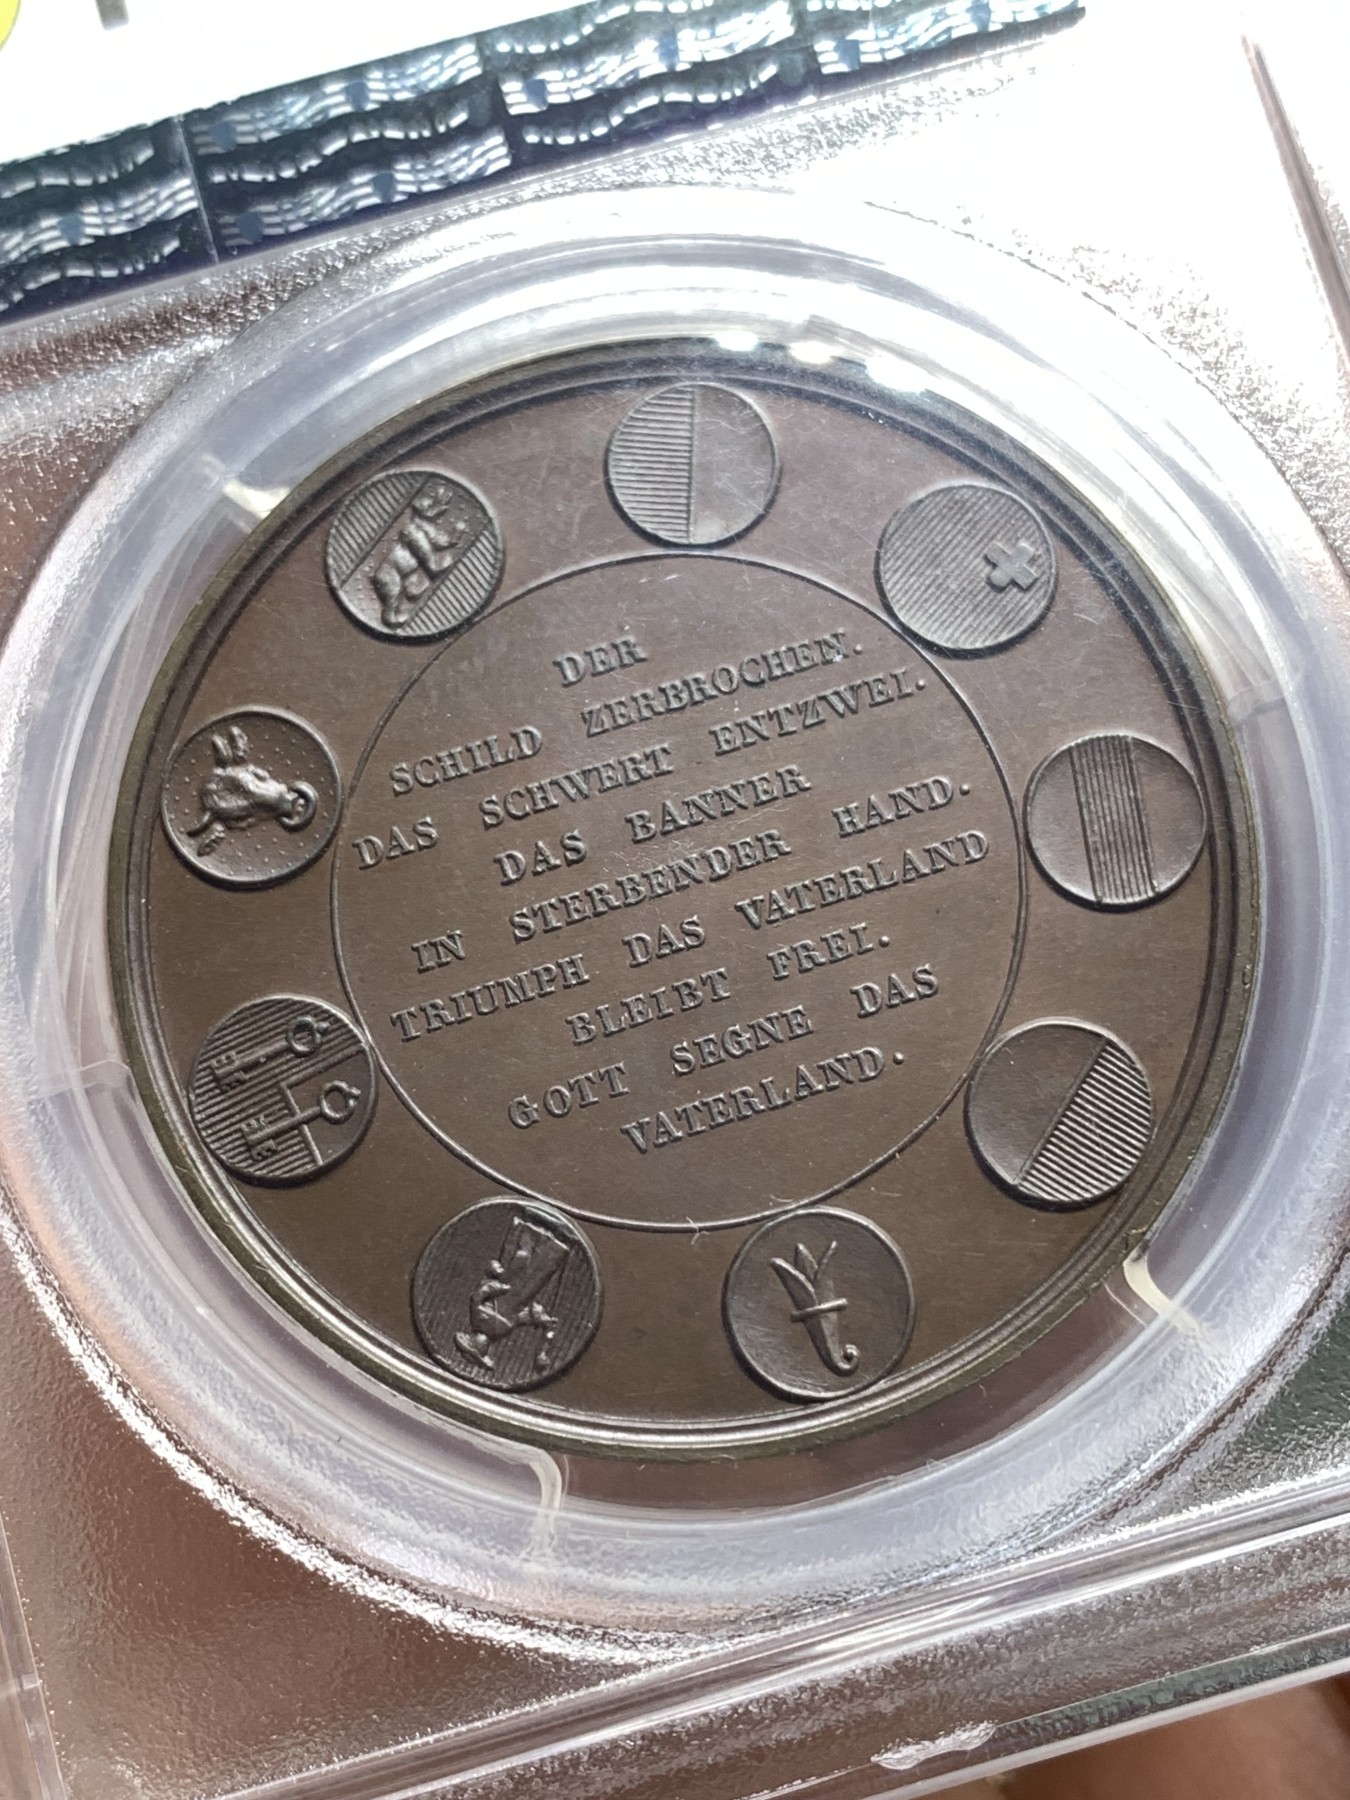 DER
SCHILD ZERBROCHEN.
DAS SCHWERT ENTZWEI.
DAS BANNER
IN STERBENDER HAND.
TRIUMPH DAS VATERLAND
BLEIBT FREI.
GOTT SEGNE DAS
VATERLAND.